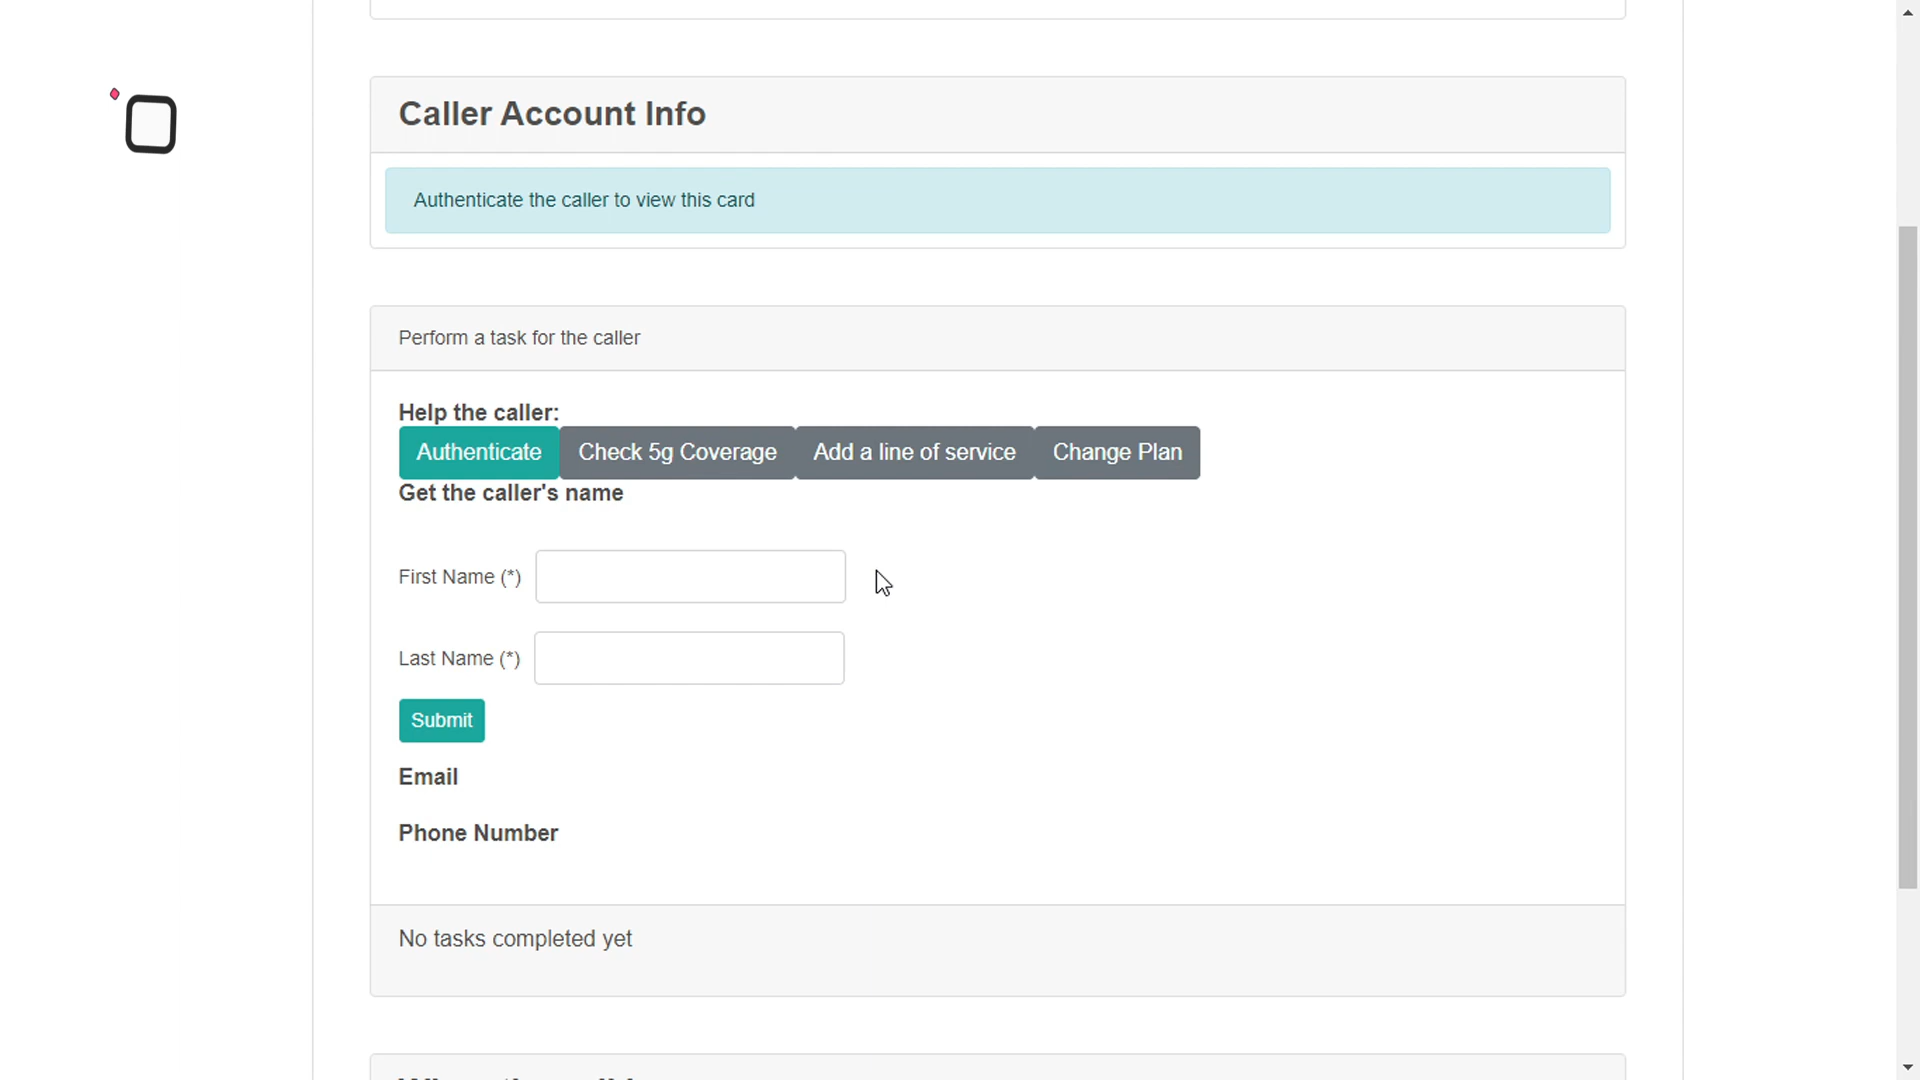 Caller Account Info
Authenticate the caller to view this card
Perform a task for the caller
Help the caller:
Authenticate Check 5g Coverage Add a line of service Change Plan
Get the caller's name
First Name (*)
Last Name (*)
Submit
Email
Phone Number
No tasks completed yet